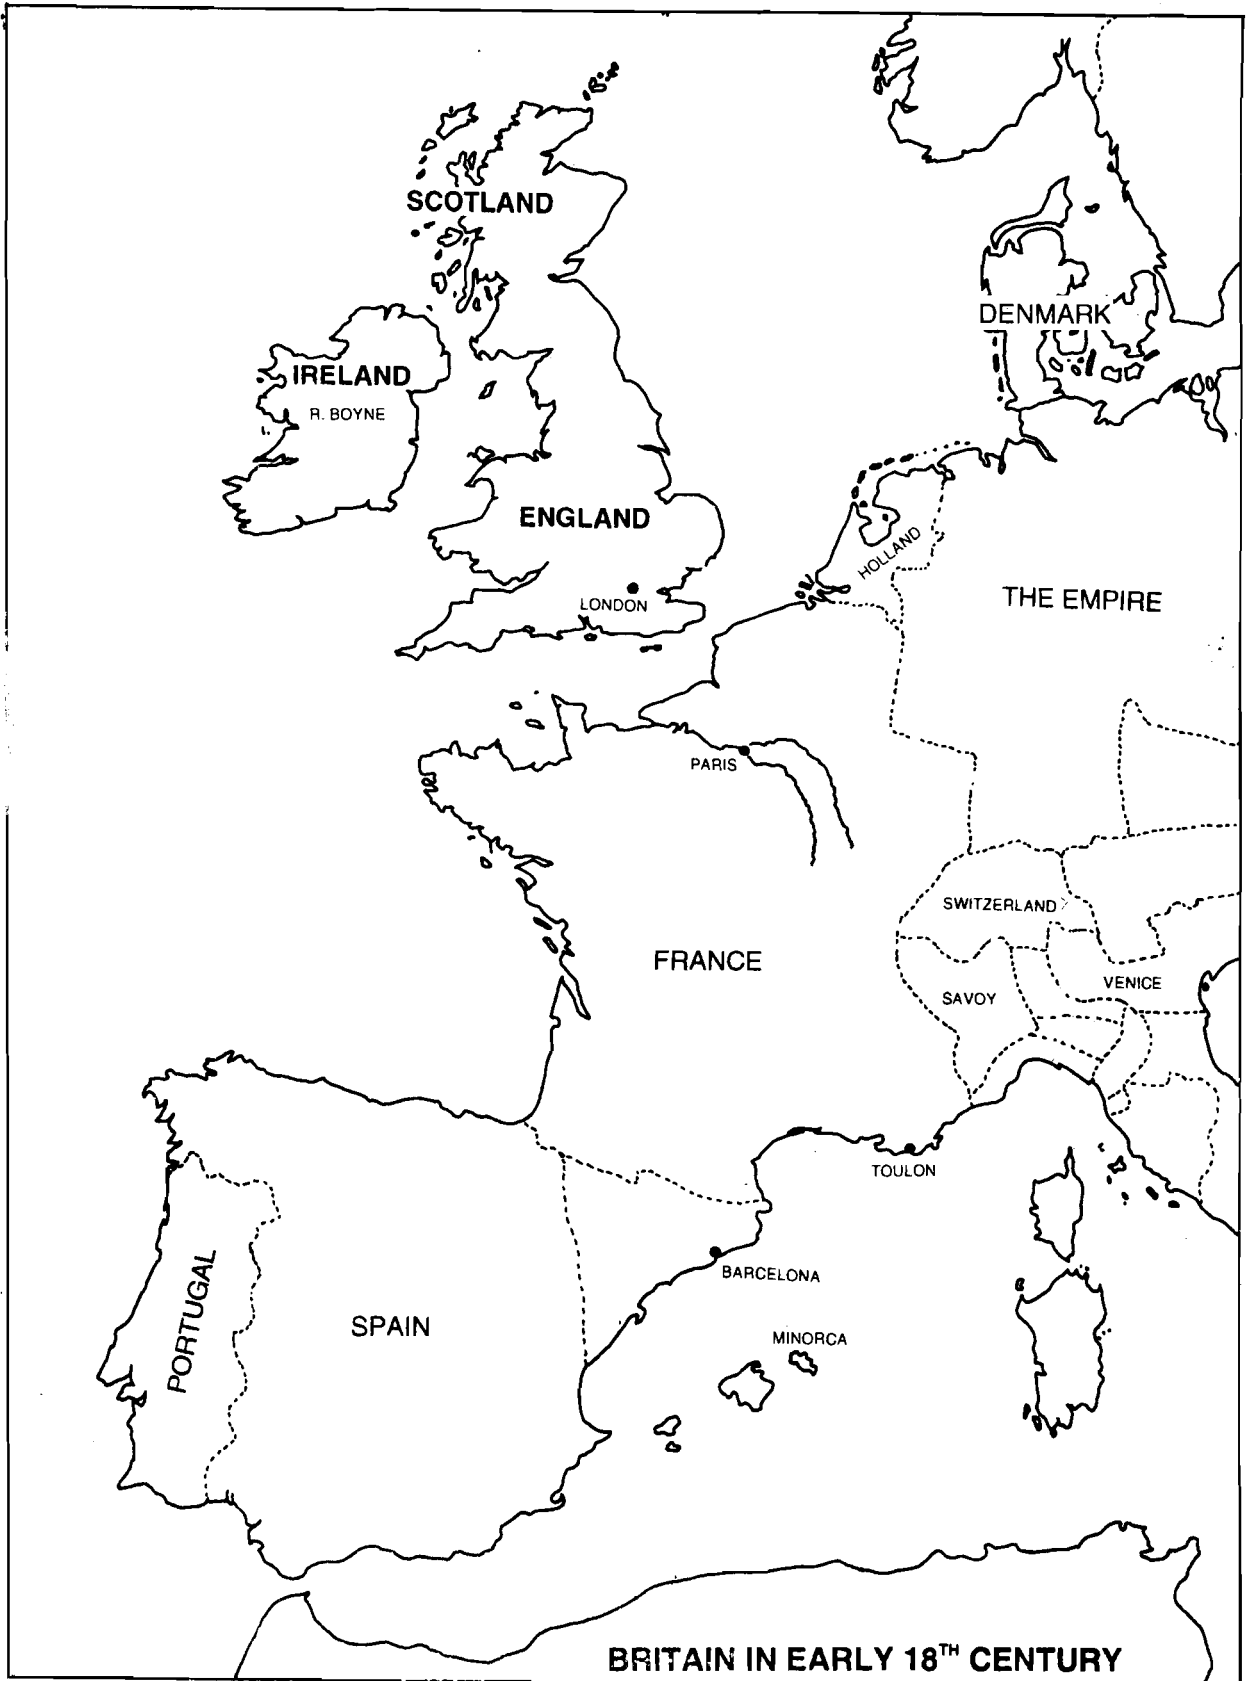 SCOTLAND
DENMARK
IRELAND
R. BOYNE
ENGLAND
HOLLAND
LONDON
THE EMPIRE
PARIS
SWITZERLAND
FRANCE
VENICE
SAVOY
TOULON
BARCELONA
PORTUGAL
SPAIN
MINORCA
BRITAIN IN EARLY 18TH CENTURY